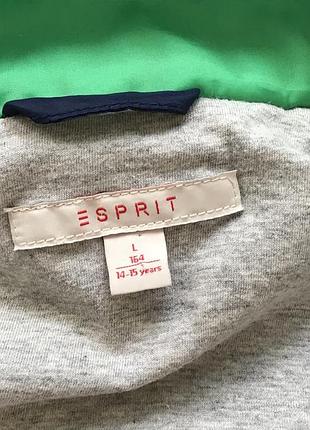 ESPRIT
L
164
14-15 years